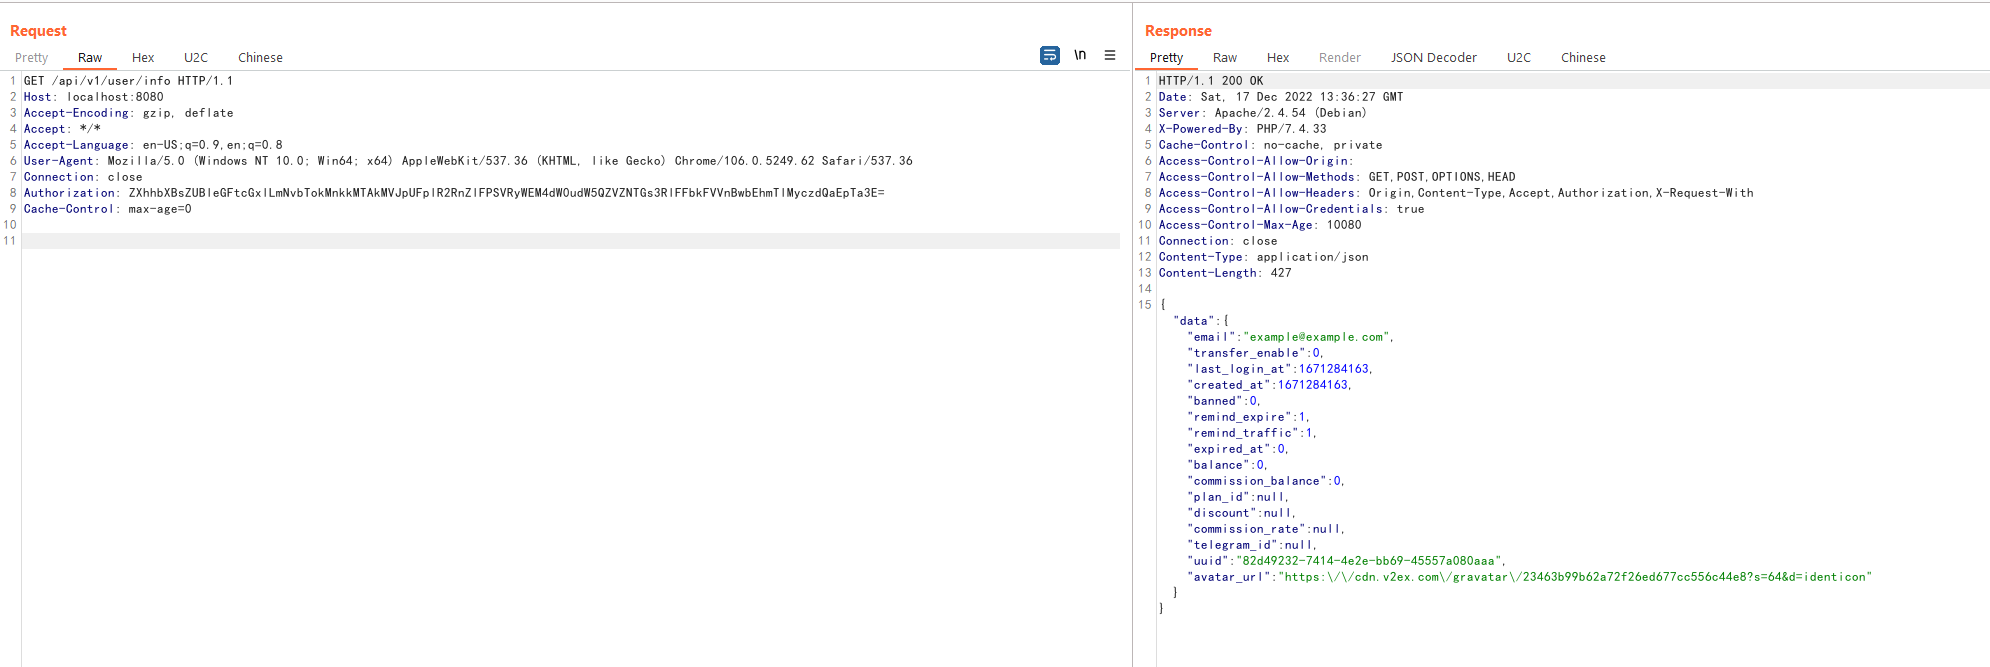 Request
Pretty Raw Hex U2C Chinese \n
1 GET /api/v1/user/info HTTP/1.1
2 Host: localhost:8080
3 Accept-Encoding: gzip, deflate
4 Accept: */*
5 Accept-Language: en-US;q=0.9,en;q=0.8
6 User-Agent: Mozilla/5.0 (Windows NT 10.0; Win64; x64) AppleWebKit/537.36 (KHTML, like Gecko) Chrome/106.0.5249.62 Safari/537.36
7 Connection: close
8 Authorization:
9 Cache-Control: max-age=0
10
11
Response
Pretty Raw Hex Render JSON Decoder U2C Chinese
1 HTTP/1.1 200 OK
2 Date: Sat, 17 Dec 2022 13:36:27 GMT
3 Server: Apache/2.4.54 (Debian)
4 X-Powered-By: PHP/7.4.33
5 Cache-Control: no-cache, private
6 Access-Control-Allow-Origin:
7 Access-Control-Allow-Methods: GET,POST,OPTIONS,HEAD
8 Access-Control-Allow-Headers: Origin,Content-Type,Accept,Authorization,X-Request-With
9 Access-Control-Allow-Credentials: true
10 Access-Control-Max-Age: 10080
11 Connection: close
12 Content-Type: application/json
13 Content-Length: 427
14
15 {
"data":{
"email":"example@example.com",
"transfer_enable":0,
"last_login_at":1671284163,
"created_at":1671284163,
"banned":0,
"remind_expire":1,
"remind_traffic":1,
"expired_at":0,
"balance":0,
"commission_balance":0,
"plan_id":null,
"discount":null,
"commission_rate":null,
"telegram_id":null,
"uuid":"82d49232-7414-4e2e-bb69-45557a080aaa",
"avatar_url":"https:\/\/cdn.v2ex.com\/gravatar\/23463b99b62a72f26ed677cc556c44e8?s=64&d=identicon"
}
}